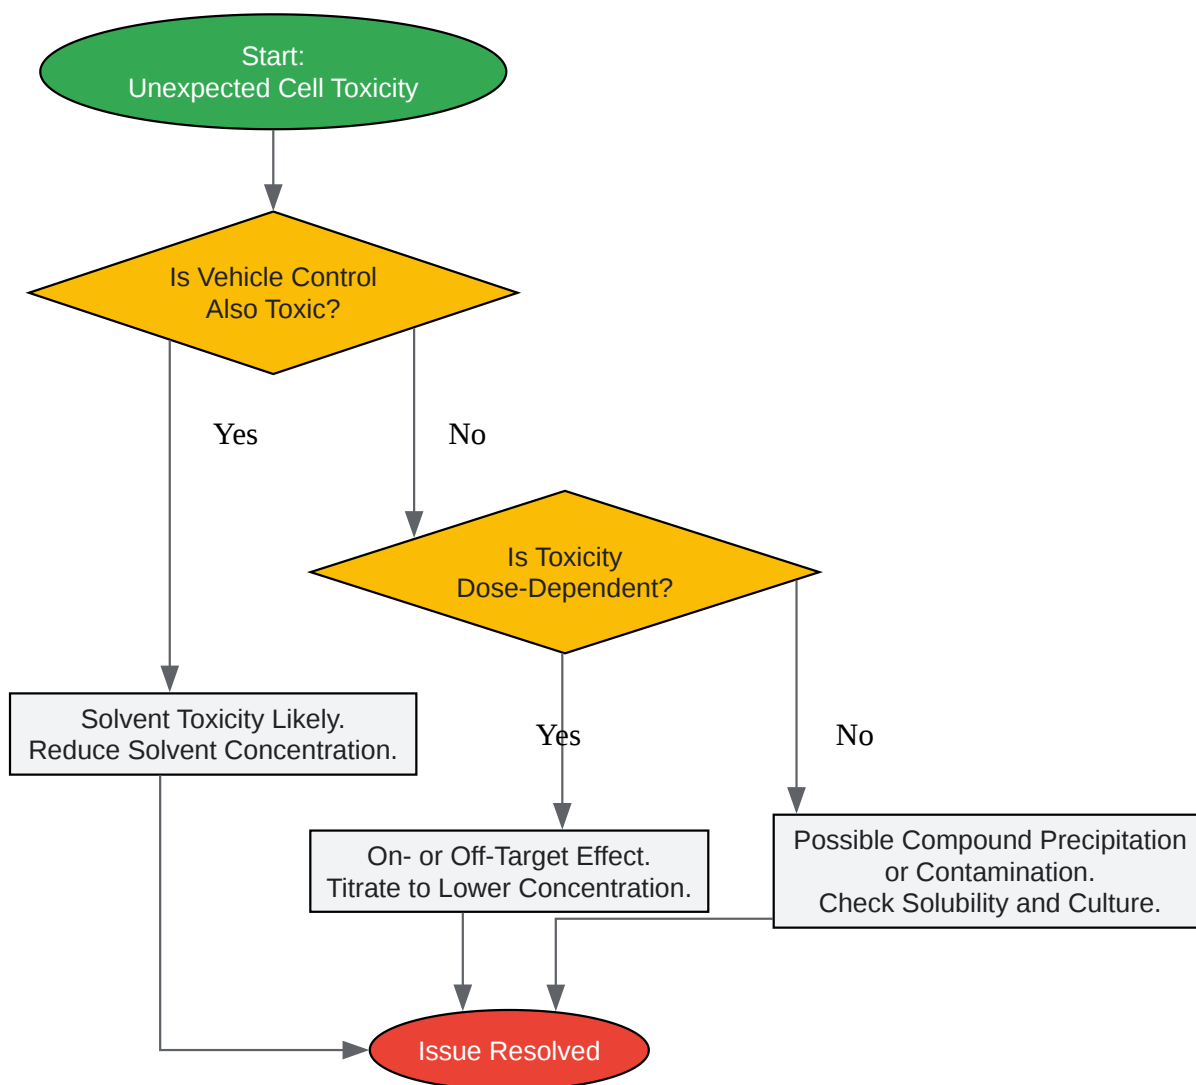 Start:
Unexpected Cell Toxicity
Is Vehicle Control
Also Toxic?
Yes
No
Is Toxicity
Dose-Dependent?
Solvent Toxicity Likely.
Reduce Solvent Concentration.
Yes
No
On- or Off-Target Effect.
Titrate to Lower Concentration.
Possible Compound Precipitation
or Contamination.
Check Solubility and Culture.
Issue Resolved